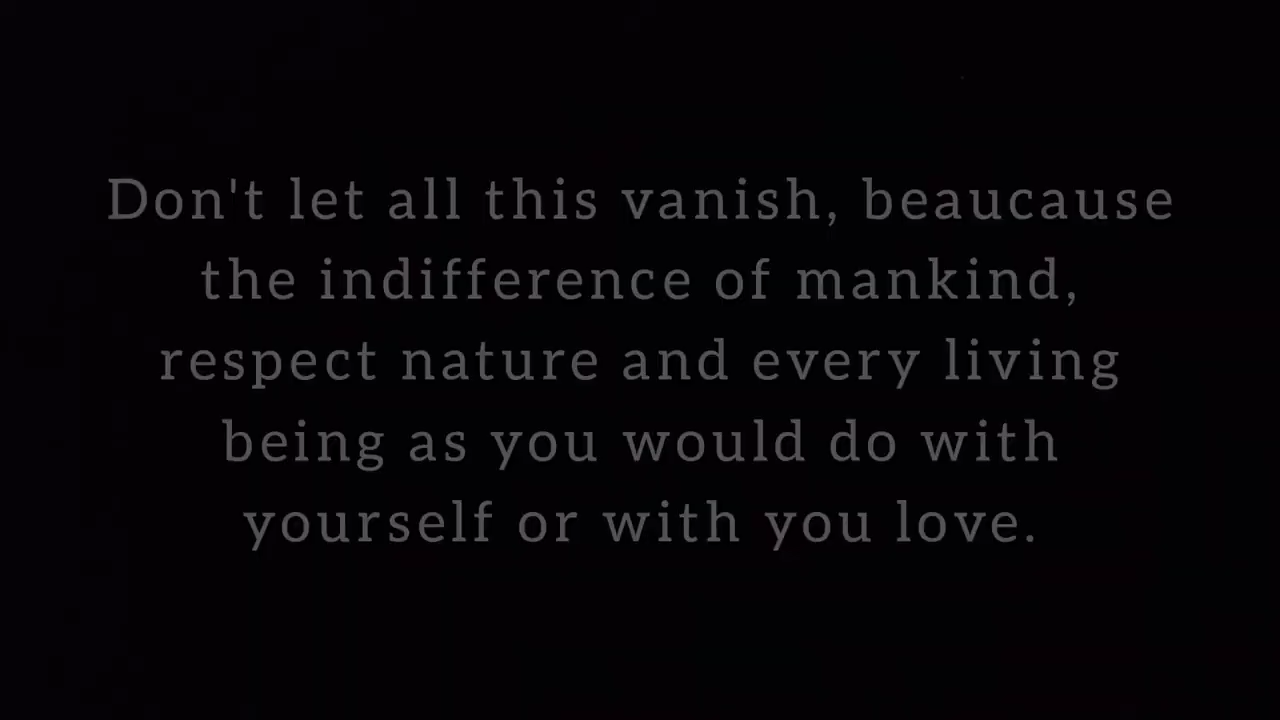 Don't let all this vanish, beaucause
the indifference of mankind,
respect nature and every living
being as you would do with
yourself or with you love.